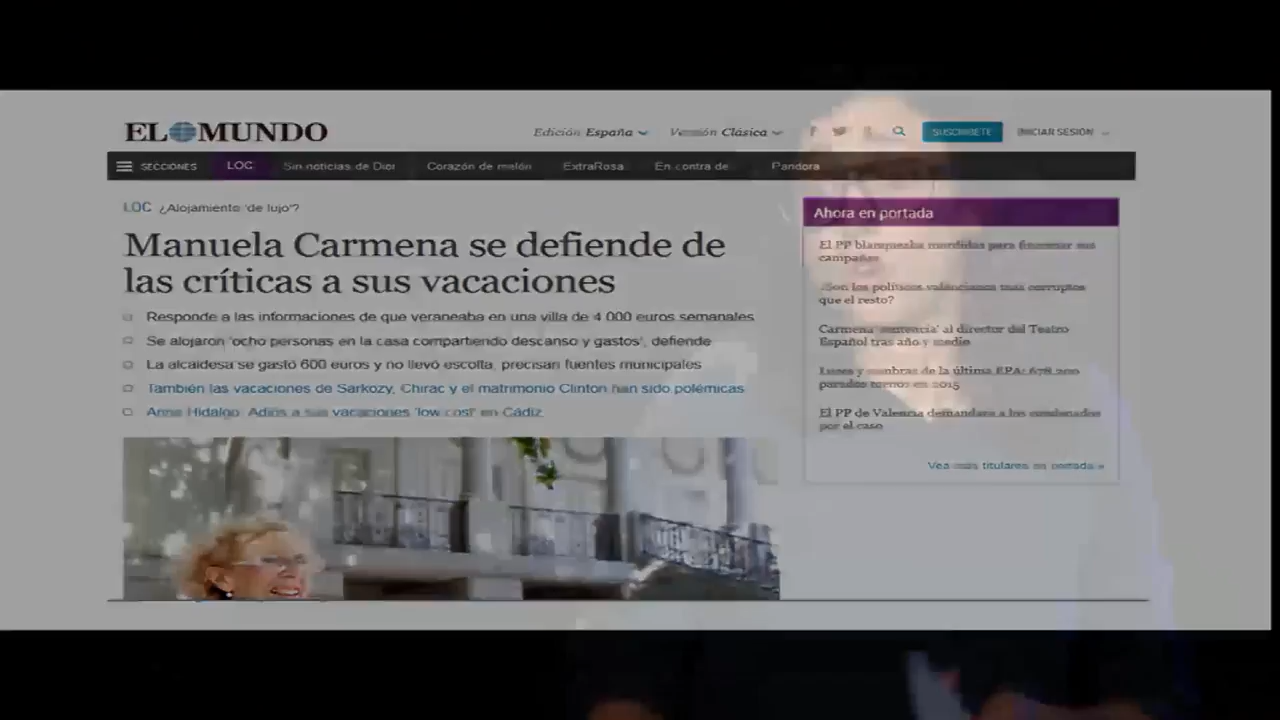 EL MUNDO
Edición España
Versión Clásica
SUSCRÍBETE
INICIAR SESIÓN
SECCIONES
LOC
Sin noticias de Dior
Corazón de melón
ExtraRosa
En contra de
Pandora
LOC ¿Alojamiento 'de lujo'?
Manuela Carmena se defiende de
las críticas a sus vacaciones
Responde a las informaciones de que veraneaba en una villa de 4.000 euros semanales
Se alojaron 'ocho personas en la casa compartiendo descanso y gastos', defiende
La alcaldesa se gastó 600 euros y no llevó escolta, precisan fuentes municipales
También las vacaciones de Sarkozy, Chirac y el matrimonio Clinton han sido polémicas
Anne Hidalgo: Adiós a sus vacaciones 'low cost' en Cádiz
Ahora en portada
El PP blanqueaba mordidas para financiar sus
campañas
¿Son los políticos valencianos más corruptos
que el resto?
Carmena 'sentencia' al director del Teatro
Español tras año y medio
Luces y sombras de la última EPA: 678.200
parados menos en 2015
El PP de Valencia demandará a los condenados
por el caso
Vea más titulares en portada »